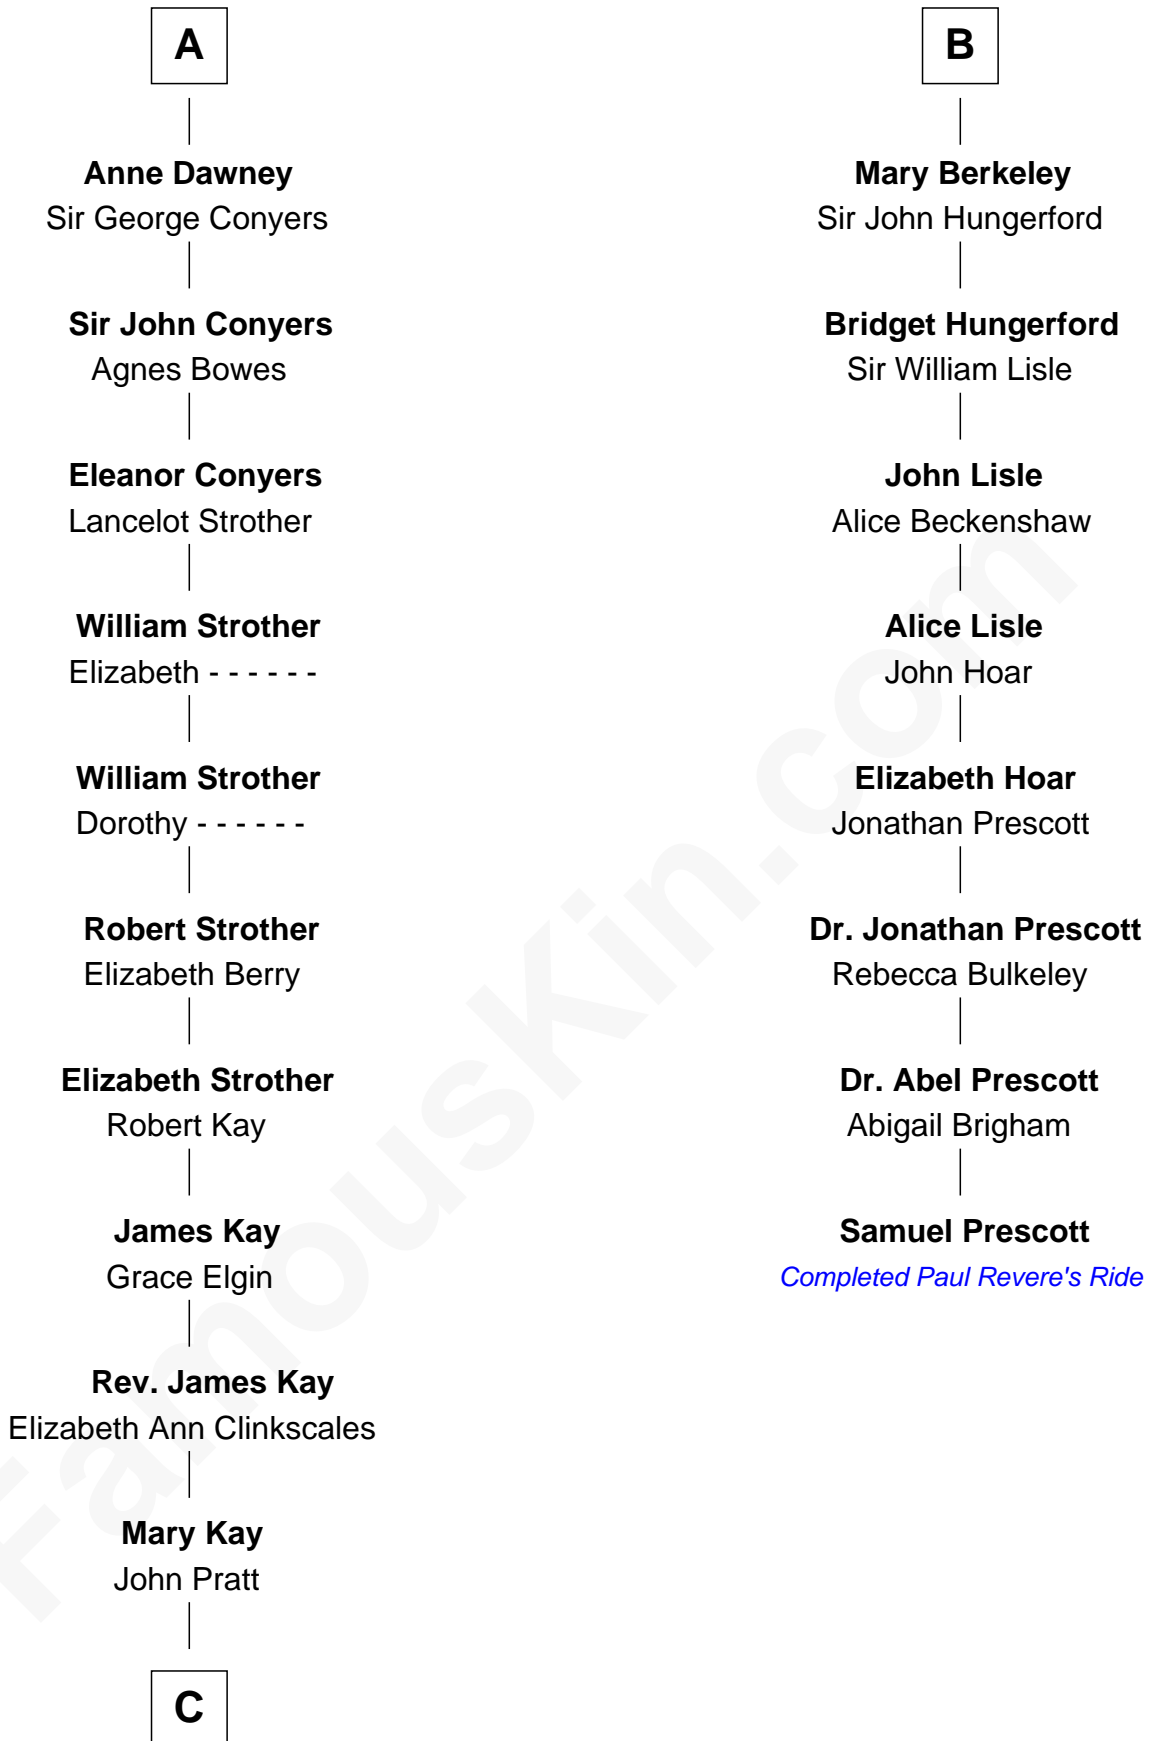 A
Anne Dawney
Sir George Conyers
Sir John Conyers
Agnes Bowes
Eleanor Conyers
Lancelot Strother
William Strother
Elizabeth - - - - - -
William Strother
Dorothy - - - - - -
Robert Strother
Elizabeth Berry
Elizabeth Strother
Robert Kay
James Kay
Grace Elgin
Rev. James Kay
Elizabeth Ann Clinkscales
Mary Kay
John Pratt
C
B
Mary Berkeley
Sir John Hungerford
Bridget Hungerford
Sir William Lisle
John Lisle
Alice Beckenshaw
Alice Lisle
John Hoar
Elizabeth Hoar
Jonathan Prescott
Dr. Jonathan Prescott
Rebecca Bulkeley
Dr. Abel Prescott
Abigail Brigham
Samuel Prescott
Completed Paul Revere's Ride
FamousKin.com